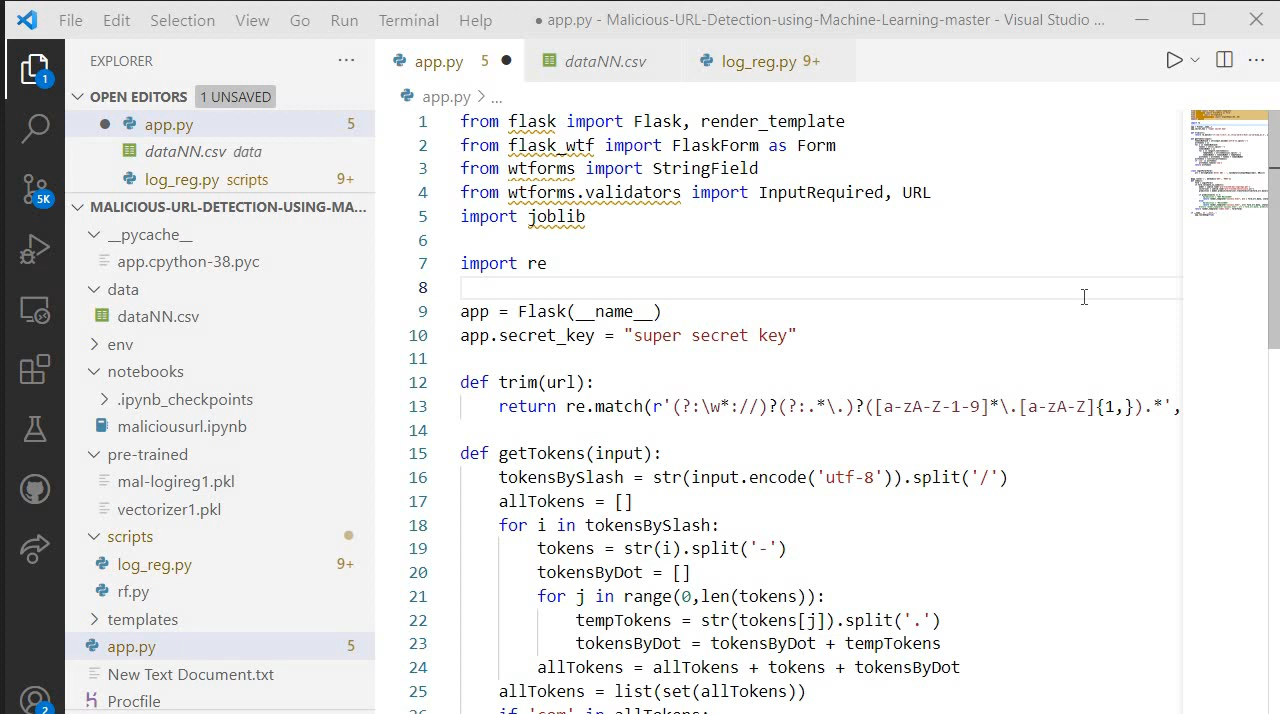 File Edit Selection View Go Run Terminal Help ● app.py - Malicious-URL-Detection-using-Machine-Learning-master - Visual Studio ...
EXPLORER ...
OPEN EDITORS 1 UNSAVED
app.py 5
dataNN.csv data
log_reg.py scripts 9+
MALICIOUS-URL-DETECTION-USING-MA...
__pycache__
app.cpython-38.pyc
data
dataNN.csv
env
notebooks
.ipynb_checkpoints
maliciousurl.ipynb
pre-trained
mal-logireg1.pkl
vectorizer1.pkl
scripts
log_reg.py 9+
rf.py
templates
app.py 5
New Text Document.txt
Procfile
1
5K
2
app.py 5 dataNN.csv log_reg.py 9+
app.py > ...
1 from flask import Flask, render_template
2 from flask_wtf import FlaskForm as Form
3 from wtforms import StringField
4 from wtforms.validators import InputRequired, URL
5 import joblib
6
7 import re
8
9 app = Flask(__name__)
10 app.secret_key = "super secret key"
11
12 def trim(url):
13 return re.match(r'(?:\w*://)?(?:.*\.)?([a-zA-Z-1-9]*\.[a-zA-Z]{1,}).*',
14
15 def getTokens(input):
16 tokensBySlash = str(input.encode('utf-8')).split('/')
17 allTokens = []
18 for i in tokensBySlash:
19 tokens = str(i).split('-')
20 tokensByDot = []
21 for j in range(0,len(tokens)):
22 tempTokens = str(tokens[j]).split('.')
23 tokensByDot = tokensByDot + tempTokens
24 allTokens = allTokens + tokens + tokensByDot
25 allTokens = list(set(allTokens))
if 'com' in allTokens: